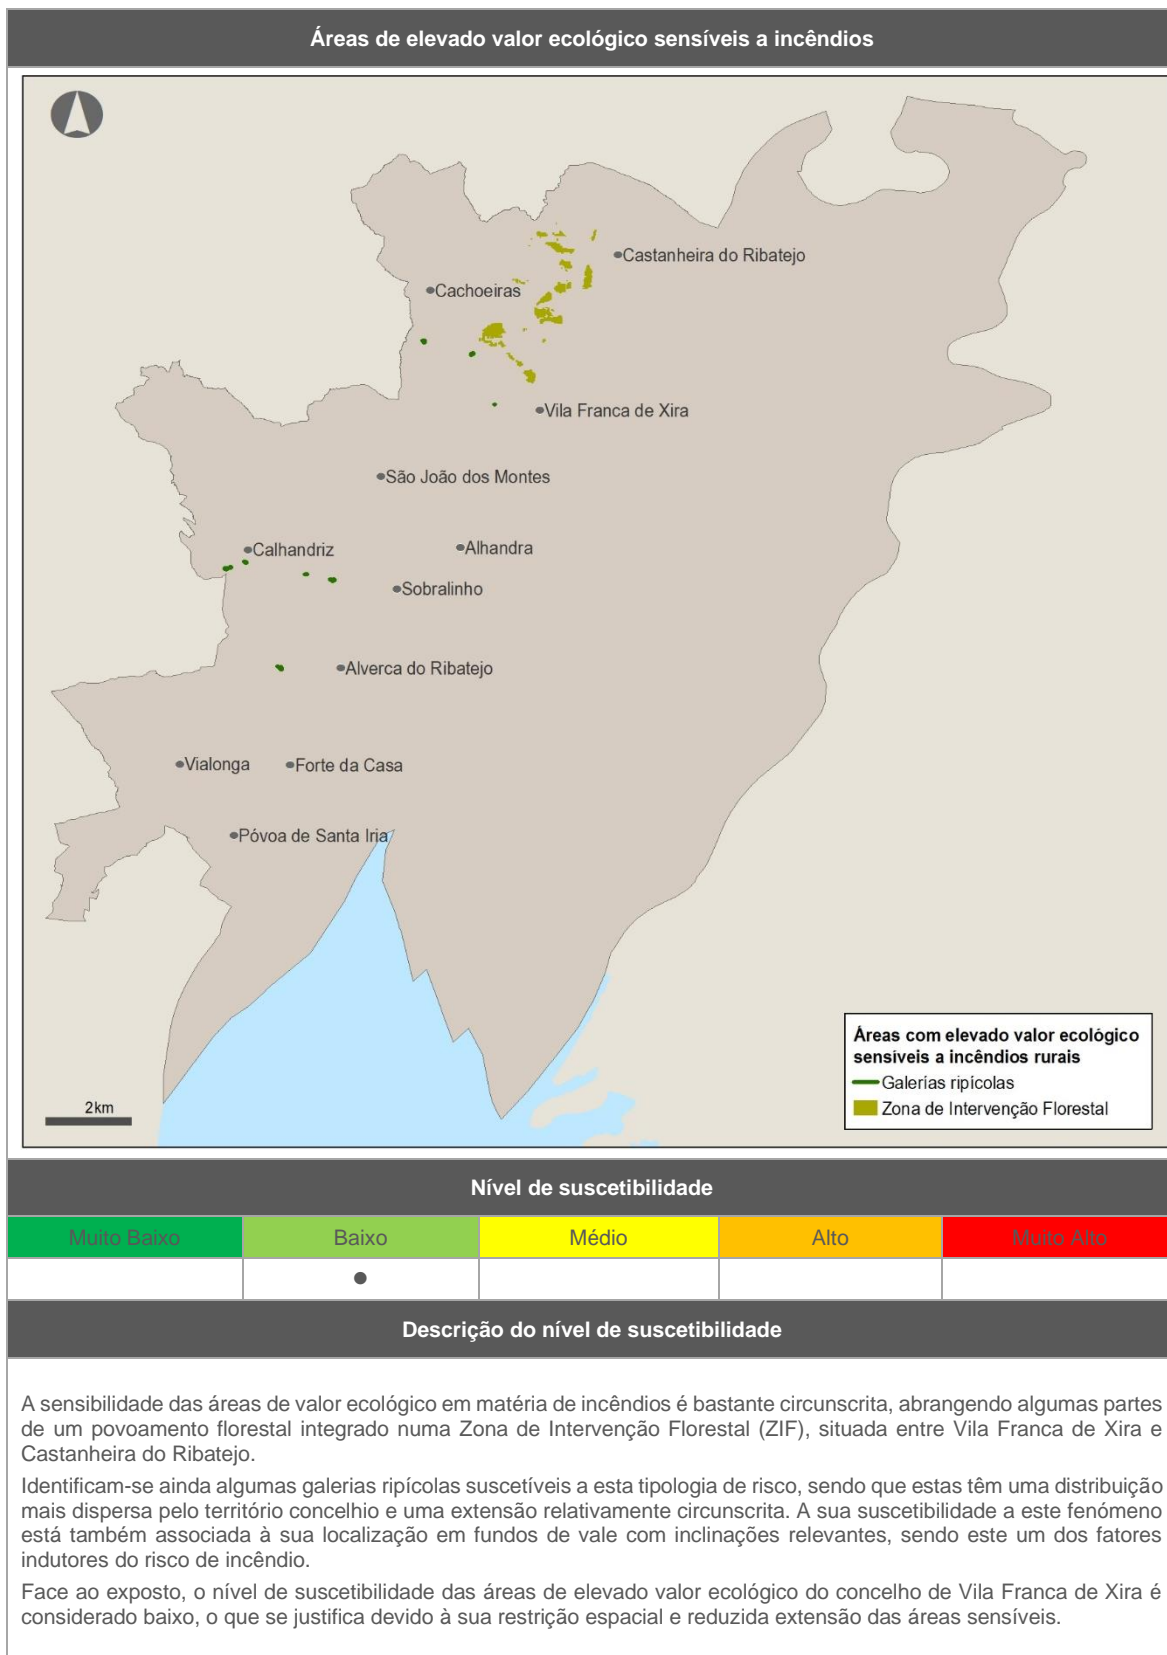 Áreas de elevado valor ecológico sensíveis a incêndios
Castanheira do Ribatejo
Cachoeiras
Vila Franca de Xira
São João dos Montes
Calhandriz
Alhandra
Sobralinho
Alverca do Ribatejo
Vialonga
Forte da Casa
Póvoa de Santa Iria
Áreas com elevado valor ecológico
sensíveis a incêndios rurais
Galerías ripícolas
Zona de Intervenção Florestal
2km
Nível de suscetibilidade
Muito Baixo
Baixo
Médio
Alto
Muito Alto
Descrição do nível de suscetibilidade
A sensibilidade das áreas de valor ecológico em matéria de incêndios é bastante circunscrita, abrangendo algumas partes
de um povoamento florestal integrado numa Zona de Intervenção Florestal (ZIF), situada entre Vila Franca de Xira e
Castanheira do Ribatejo.
Identificam-se ainda algumas galerias ripícolas suscetíveis a esta tipologia de risco, sendo que estas têm uma distribuição
mais dispersa pelo território concelhio e uma extensão relativamente circunscrita. A sua suscetibilidade a este fenómeno
está também associada à sua localização em fundos de vale com inclinações relevantes, sendo este um dos fatores
indutores do risco de incêndio.
Face ao exposto, o nível de suscetibilidade das áreas de elevado valor ecológico do concelho de Vila Franca de Xira é
considerado baixo, o que se justifica devido à sua restrição espacial e reduzida extensão das áreas sensíveis.